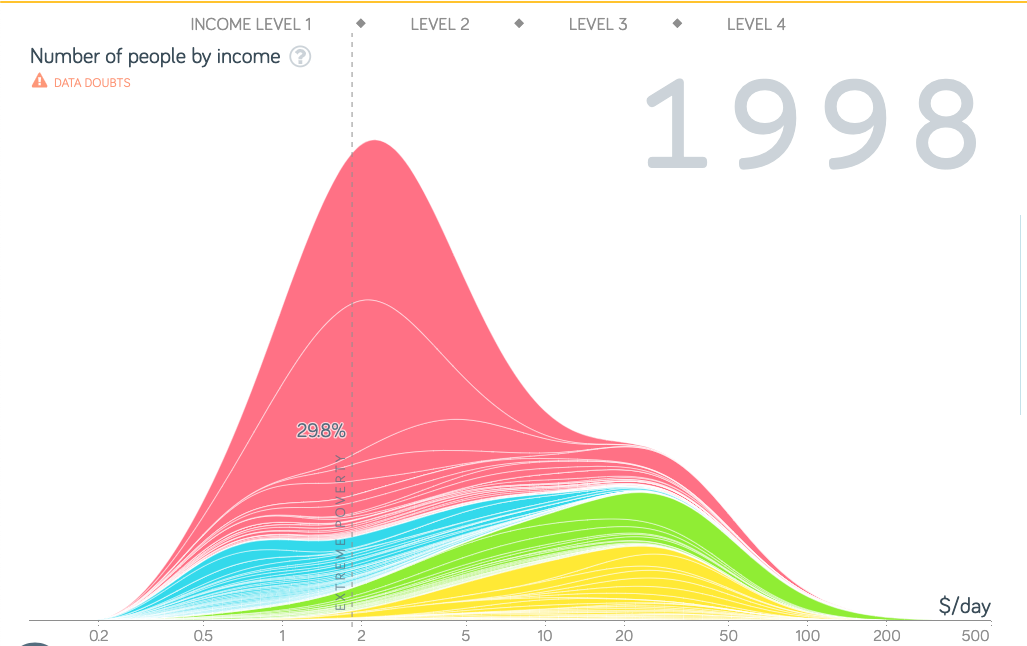 INCOME LEVEL 1 ◆ LEVEL 2 ◆ LEVEL 3 ◆ LEVEL 4
Number of people by income ?
DATA DOUBTS
1998
29.8%
EXTREME POVERTY
$/day
0.2 0.5 1 2 5 10 20 50 100 200 500